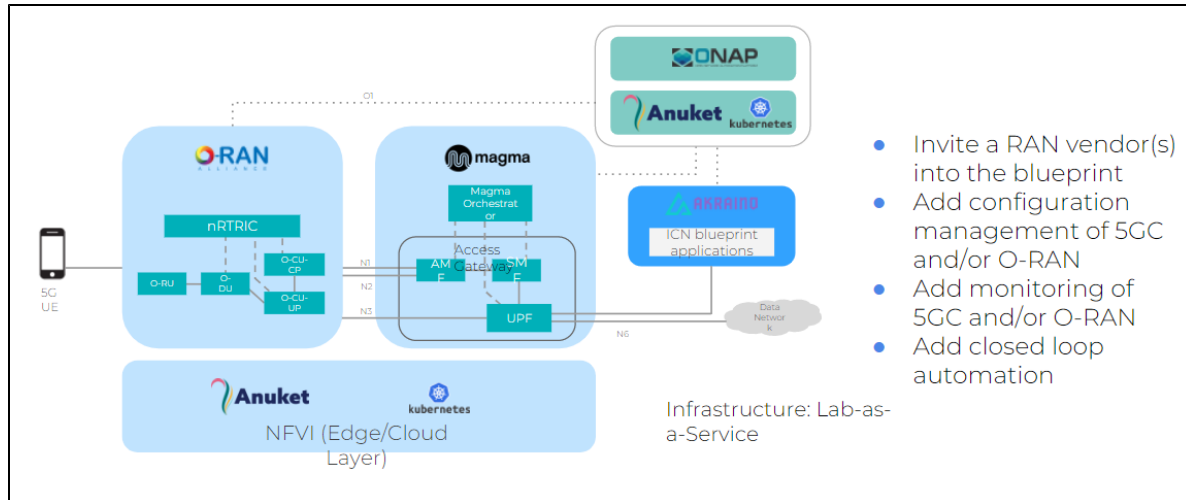 ONAP
O1
Anuket
kubernetes
O-RAN
ALLIANCE
magma
Magma
Orchestrat
or
nRTRIC
O-CU-
CP
O-RU
O-
DU
O-CU-
UP
5G
UE
N1
N2
N3
Access
Gateway
AM
F
SM
F
UPF
N6
AKRAINO
ICN blueprint
applications
Data
Networ
k
Anuket
kubernetes
NFVI (Edge/Cloud
Layer)
Infrastructure: Lab-as-
a-Service
● Invite a RAN vendor(s)
into the blueprint
● Add configuration
management of 5GC
and/or O-RAN
● Add monitoring of
5GC and/or O-RAN
● Add closed loop
automation